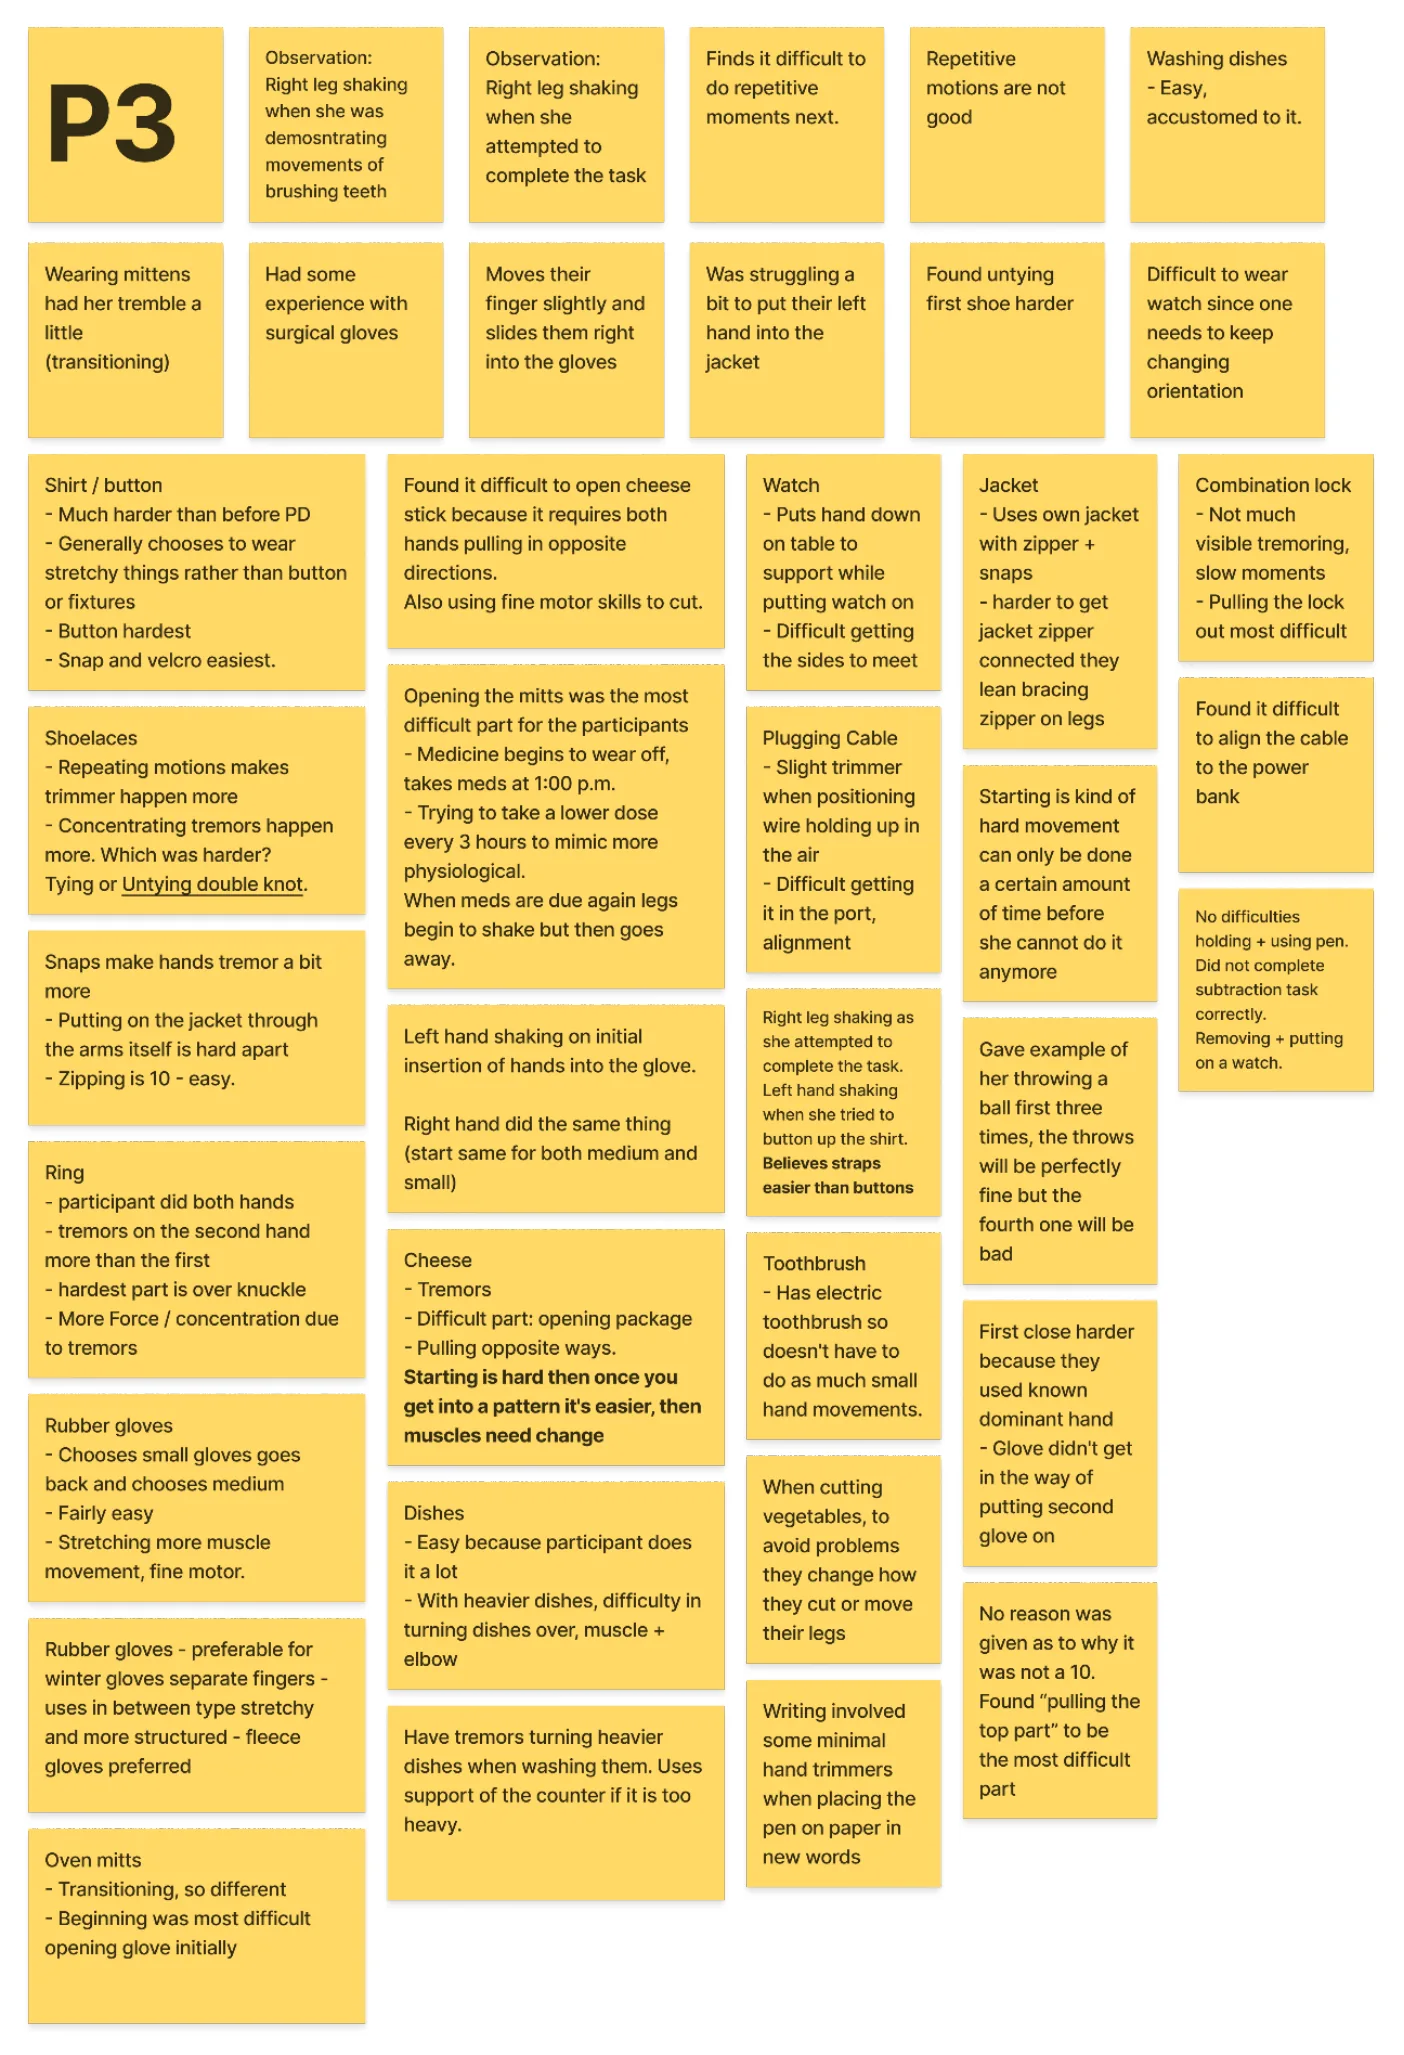 P3
Observation:
Right leg shaking
when she was
demosntrating
movements of
brushing teeth
Observation:
Right leg shaking
when she
attempted to
complete the task
Finds it difficult to
do repetitive
moments next.
Repetitive
motions are not
good
Washing dishes
- Easy,
accustomed to it.
Wearing mittens
had her tremble a
little
(transitioning)
Had some
experience with
surgical gloves
Moves their
finger slightly and
slides them right
into the gloves
Was struggling a
bit to put their left
hand into the
jacket
Found untying
first shoe harder
Difficult to wear
watch since one
needs to keep
changing
orientation
Shirt / button
- Much harder than before PD
- Generally chooses to wear
stretchy things rather than button
or fixtures
- Button hardest
- Snap and velcro easiest.
Shoelaces
- Repeating motions makes
trimmer happen more
- Concentrating tremors happen
more. Which was harder?
Tying or Untying double knot.
Snaps make hands tremor a bit
more
- Putting on the jacket through
the arms itself is hard apart
- Zipping is 10 - easy.
Ring
- participant did both hands
- tremors on the second hand
more than the first
- hardest part is over knuckle
- More Force / concentration due
to tremors
Rubber gloves
- Chooses small gloves goes
back and chooses medium
- Fairly easy
- Stretching more muscle
movement, fine motor.
Rubber gloves - preferable for
winter gloves separate fingers -
uses in between type stretchy
and more structured - fleece
gloves preferred
Oven mitts
- Transitioning, so different
- Beginning was most difficult
opening glove initially
Found it difficult to open cheese
stick because it requires both
hands pulling in opposite
directions.
Also using fine motor skills to cut.
Opening the mitts was the most
difficult part for the participants
- Medicine begins to wear off,
takes meds at 1:00 p.m.
- Trying to take a lower dose
every 3 hours to mimic more
physiological.
When meds are due again legs
begin to shake but then goes
away.
Left hand shaking on initial
insertion of hands into the glove.
Right hand did the same thing
(start same for both medium and
small)
Cheese
- Tremors
- Difficult part: opening package
- Pulling opposite ways.
Starting is hard then once you
get into a pattern it's easier, then
muscles need change
Dishes
- Easy because participant does
it a lot
- With heavier dishes, difficulty in
turning dishes over, muscle +
elbow
Have tremors turning heavier
dishes when washing them. Uses
support of the counter if it is too
heavy.
Watch
- Puts hand down
on table to
support while
putting watch on
- Difficult getting
the sides to meet
Plugging Cable
- Slight trimmer
when positioning
wire holding up in
the air
- Difficult getting
it in the port,
alignment
Right leg shaking as
she attempted to
complete the task.
Left hand shaking
when she tried to
button up the shirt.
Believes straps
easier than buttons
Toothbrush
- Has electric
toothbrush so
doesn't have to
do as much small
hand movements.
When cutting
vegetables, to
avoid problems
they change how
they cut or move
their legs
Writing involved
some minimal
hand trimmers
when placing the
pen on paper in
new words
Jacket
- Uses own jacket
with zipper +
snaps
- harder to get
jacket zipper
connected they
lean bracing
zipper on legs
Starting is kind of
hard movement
can only be done
a certain amount
of time before
she cannot do it
anymore
Gave example of
her throwing a
ball first three
times, the throws
will be perfectly
fine but the
fourth one will be
bad
First close harder
because they
used known
dominant hand
- Glove didn't get
in the way of
putting second
glove on
No reason was
given as to why it
was not a 10.
Found “pulling the
top part” to be
the most difficult
part
Combination lock
- Not much
visible tremoring,
slow moments
- Pulling the lock
out most difficult
Found it difficult
to align the cable
to the power
bank
No difficulties
holding + using pen.
Did not complete
subtraction task
correctly.
Removing + putting
on a watch.